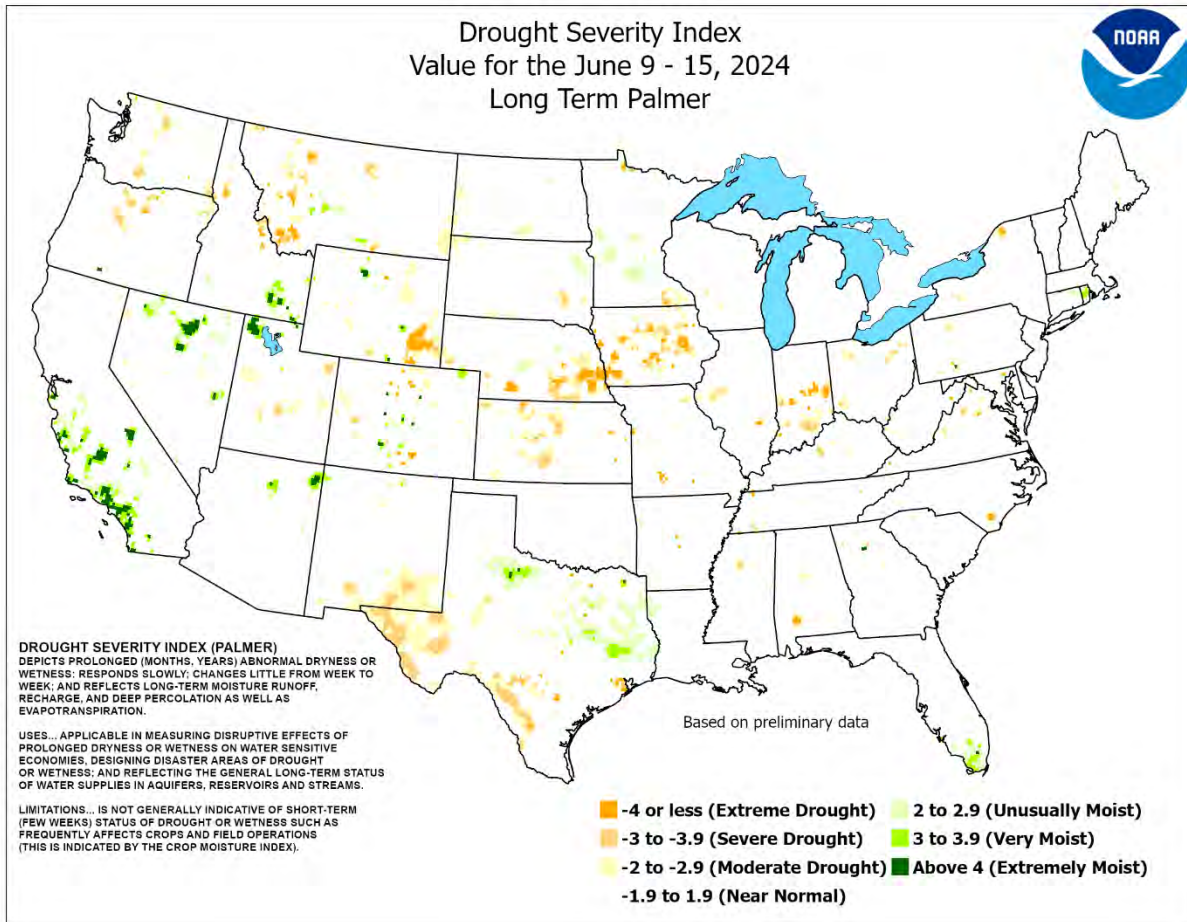 Drought Severity Index
Value for the June 9 - 15, 2024
Long Term Palmer
NOAA
DROUGHT SEVERITY INDEX (PALMER)
DEPICTS PROLONGED (MONTHS, YEARS) ABNORMAL DRYNESS OR
WETNESS: RESPONDS SLOWLY; CHANGES LITTLE FROM WEEK TO
WEEK; AND REFLECTS LONG-TERM MOISTURE RUNOFF,
RECHARGE, AND DEEP PERCOLATION AS WELL AS
EVAPOTRANSPIRATION.
USES... APPLICABLE IN MEASURING DISRUPTIVE EFFECTS OF
PROLONGED DRYNESS OR WETNESS ON WATER SENSITIVE
ECONOMIES, DESIGNING DISASTER AREAS OF DROUGHT
OR WETNESS; AND REFLECTING THE GENERAL LONG-TERM STATUS
OF WATER SUPPLIES IN AQUIFERS, RESERVOIRS AND STREAMS.
LIMITATIONS... IS NOT GENERALLY INDICATIVE OF SHORT-TERM
(FEW WEEKS) STATUS OF DROUGHT OR WETNESS SUCH AS
FREQUENTLY AFFECTS CROPS AND FIELD OPERATIONS
(THIS IS INDICATED BY THE CROP MOISTURE INDEX).
Based on preliminary data
-4 or less (Extreme Drought)
-3 to -3.9 (Severe Drought)
-2 to -2.9 (Moderate Drought)
-1.9 to 1.9 (Near Normal)
2 to 2.9 (Unusually Moist)
3 to 3.9 (Very Moist)
Above 4 (Extremely Moist)